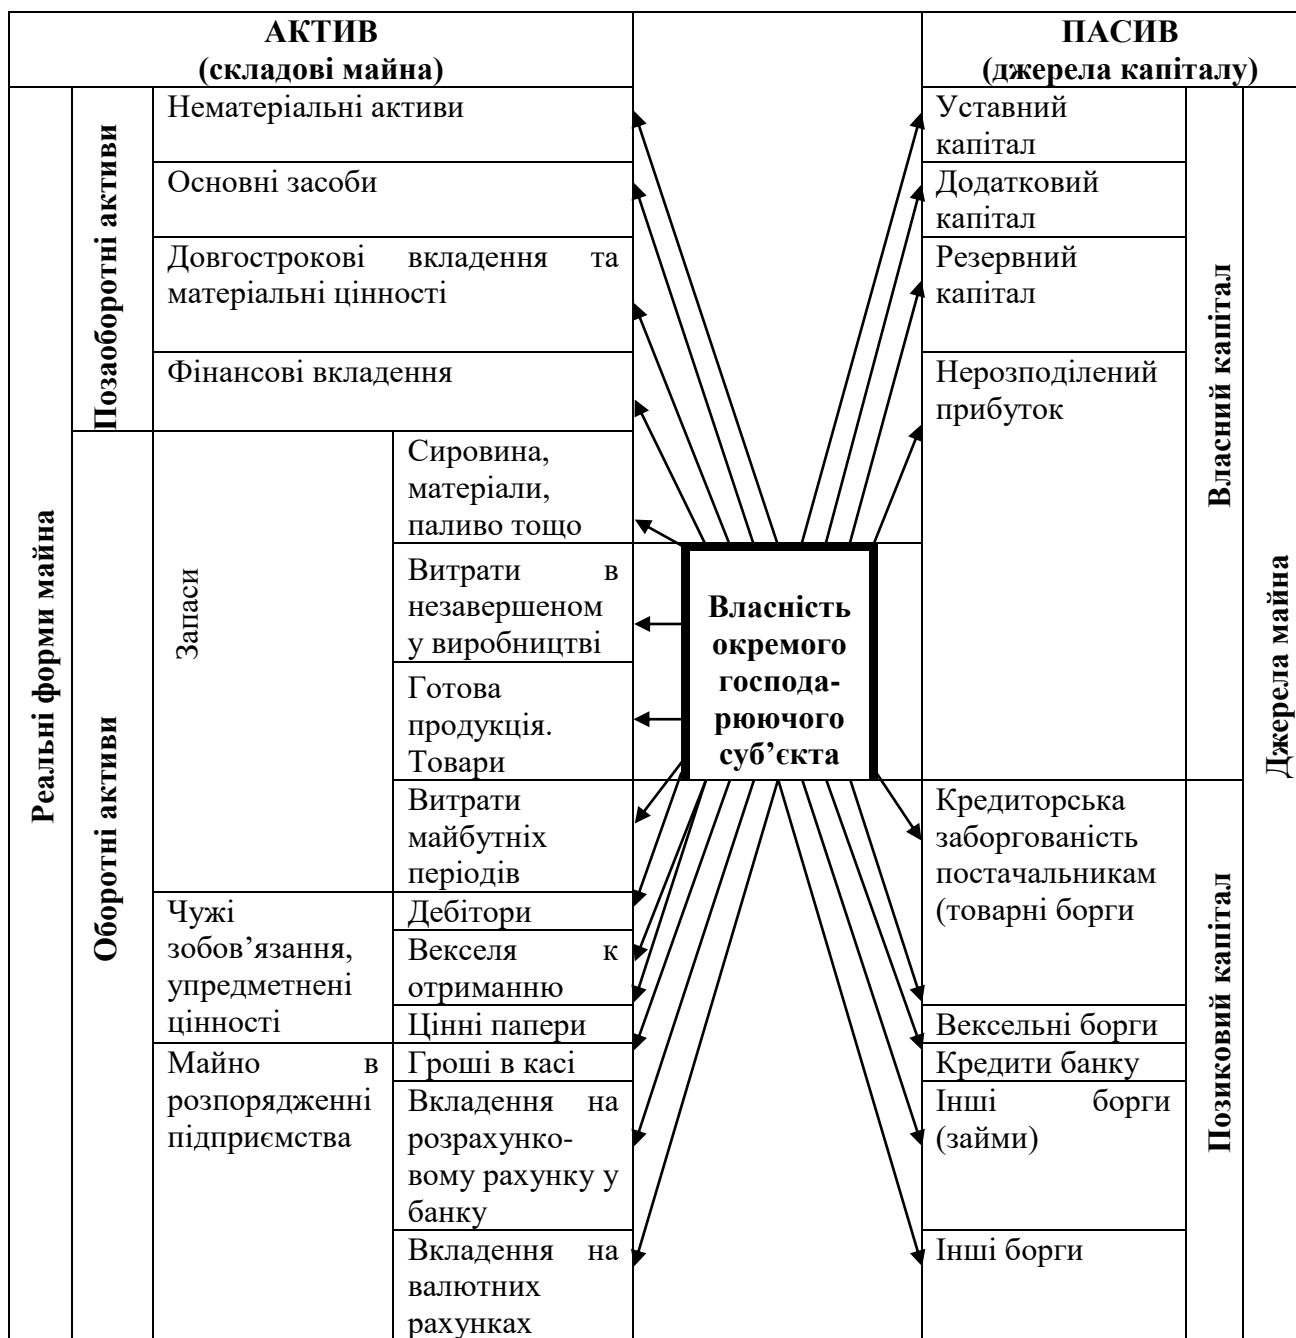 АКТИВ
(складові майна)
ПАСИВ
(джерела капіталу)
Реальні форми майна
Позаоборотні активи
Нематеріальні активи
Основні засоби
Довгострокові вкладення та
матеріальні цінності
Фінансові вкладення
Оборотні активи
Запаси
Сировина,
матеріали,
паливо тощо
Витрати в
незавершеном
у виробництві
Готова
продукція.
Товари
Витрати
майбутніх
періодів
Чужі
зобов’язання,
упредметнені
цінності
Дебітори
Векселя к
отриманню
Цінні папери
Майно в
розпорядженні
підприємства
Гроші в касі
Вкладення на
розрахунко-
вому рахунку у
банку
Вкладення на
валютних
рахунках
Власність
окремого
господа-
рюючого
суб’єкта
Уставний
капітал
Додатковий
капітал
Резервний
капітал
Нерозподілений
прибуток
Власний капітал
Джерела майна
Кредиторська
заборгованість
постачальникам
(товарні борги
Вексельні борги
Кредити банку
Інші борги
(займи)
Інші борги
Позиковий капітал